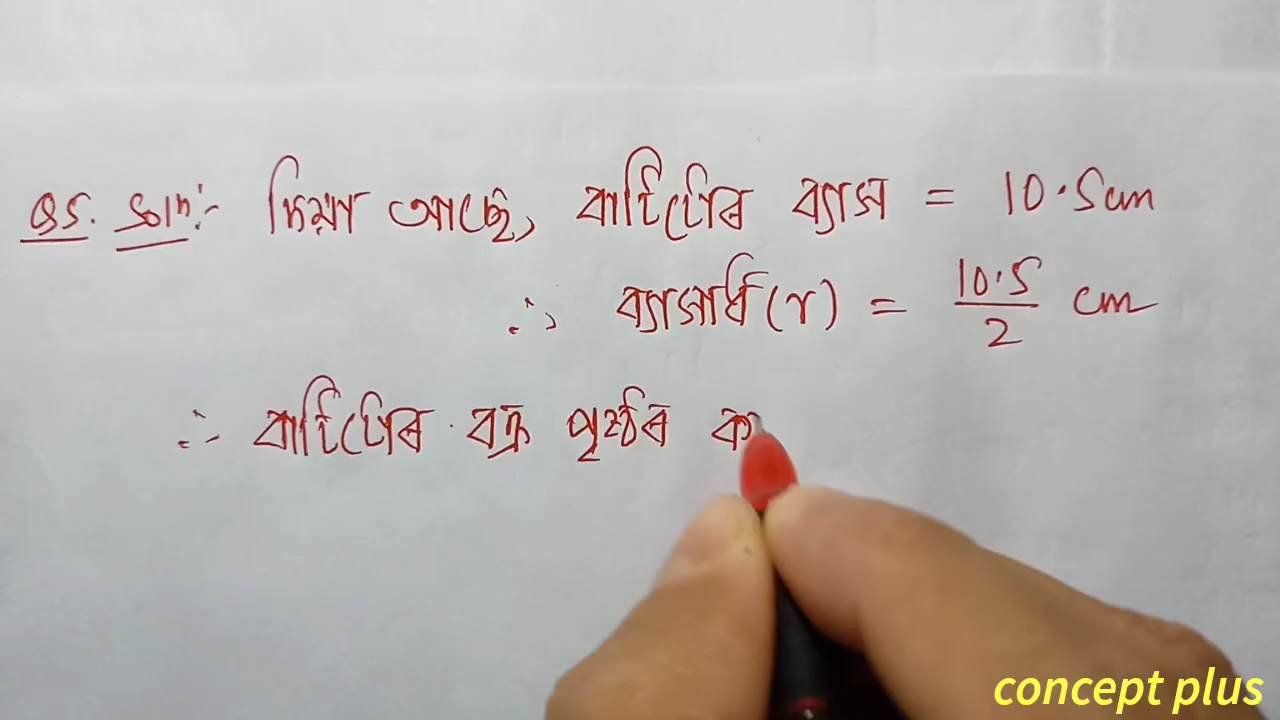 Q5. Soln:- দিয়া আছে, বাটিটোৰ ব্যাস = 10.5cm
∴ ব্যাসাৰ্ধ(r) = 10.5/2 cm
∴ বাটিটোৰ বক্ৰ পৃষ্ঠৰ ক
concept plus